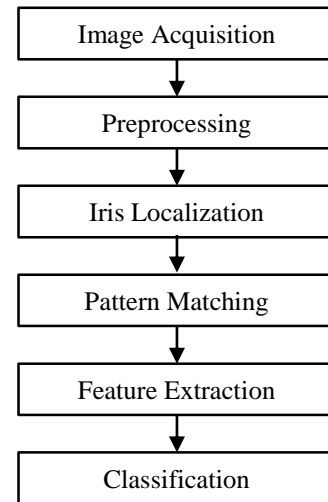 Image Acquisition
Preprocessing
Iris Localization
Pattern Matching
Feature Extraction
Classification